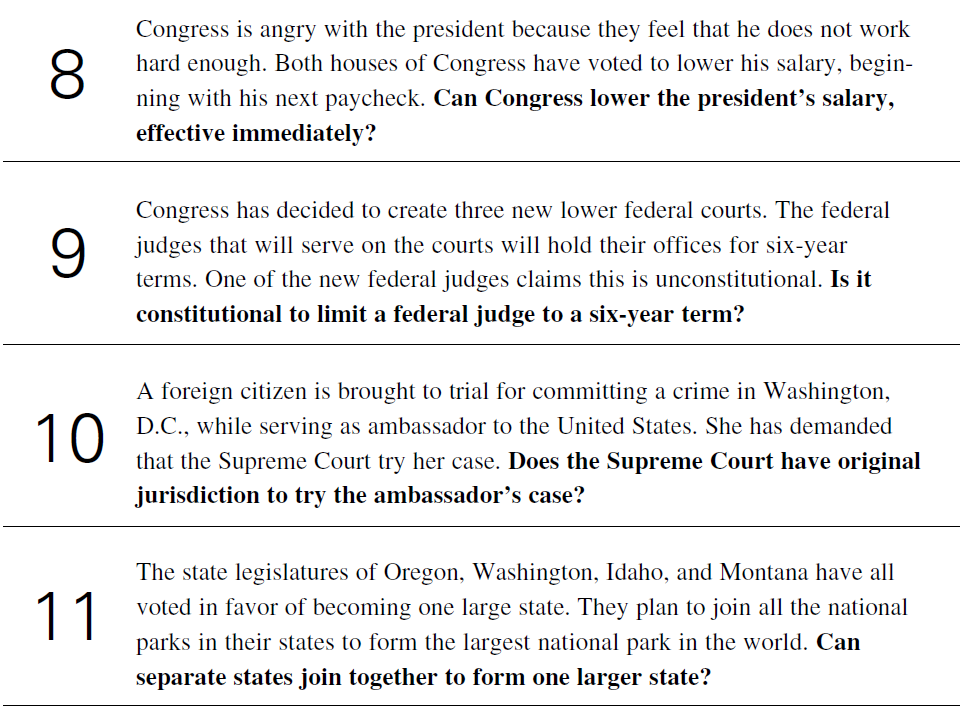 8
Congress is angry with the president because they feel that he does not work
hard enough. Both houses of Congress have voted to lower his salary, begin-
ning with his next paycheck. Can Congress lower the president’s salary,
effective immediately?
9
Congress has decided to create three new lower federal courts. The federal
judges that will serve on the courts will hold their offices for six-year
terms. One of the new federal judges claims this is unconstitutional. Is it
constitutional to limit a federal judge to a six-year term?
10
A foreign citizen is brought to trial for committing a crime in Washington,
D.C., while serving as ambassador to the United States. She has demanded
that the Supreme Court try her case. Does the Supreme Court have original
jurisdiction to try the ambassador’s case?
11
The state legislatures of Oregon, Washington, Idaho, and Montana have all
voted in favor of becoming one large state. They plan to join all the national
parks in their states to form the largest national park in the world. Can
separate states join together to form one larger state?